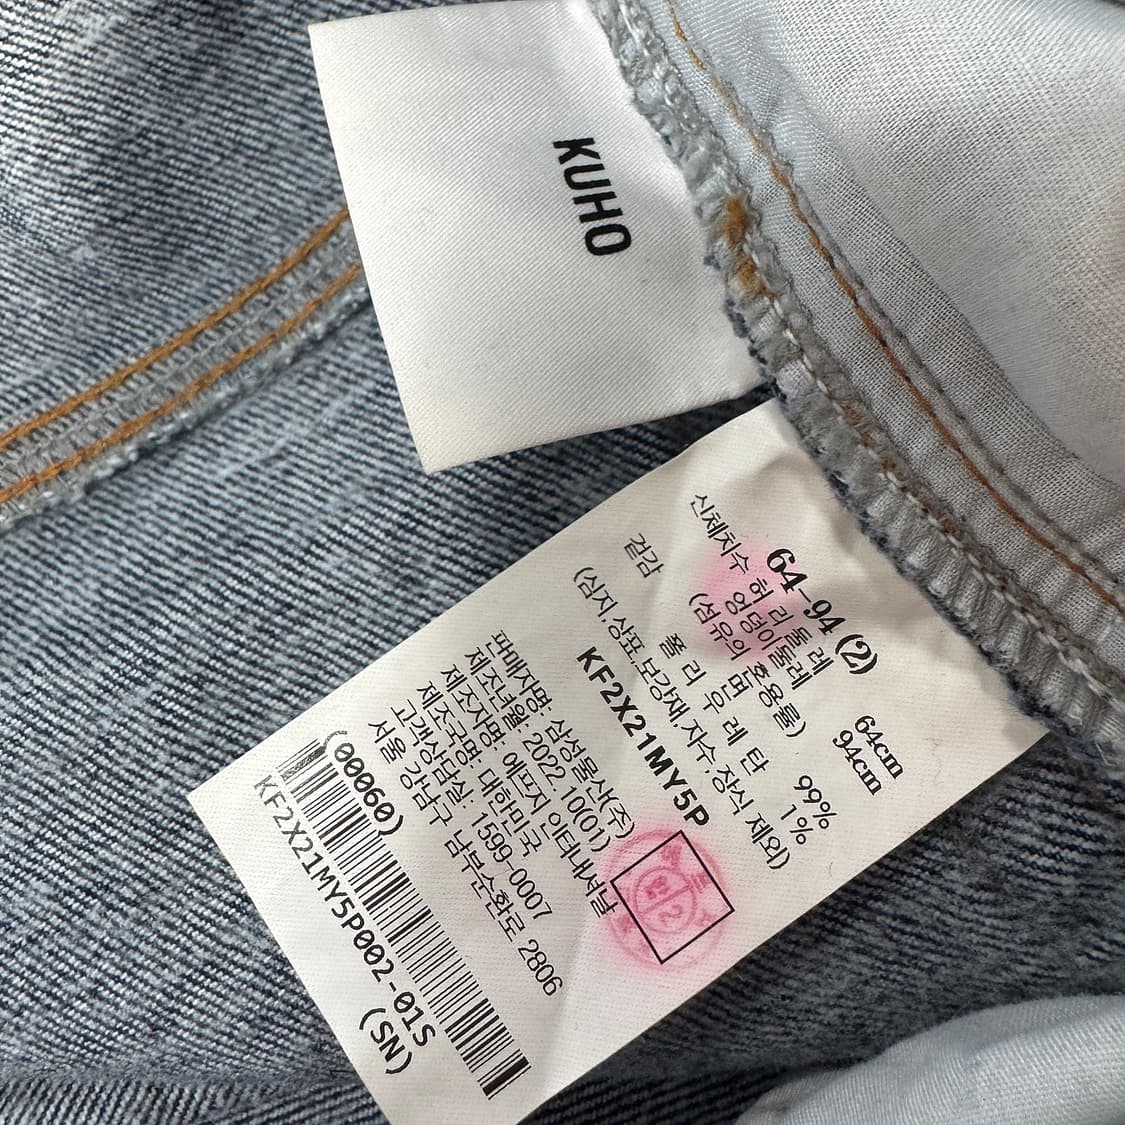 KUHO
64-94 (2)
신체치수 허 리 둘 레 64cm
엉덩이둘레 94cm
(섬유의 혼용률)
겉감 면 99%
폴 리 우 레 탄 1%
(심지,상표,보강재,자수,장식 제외)
KF2X21MY5P
판매자명: 삼성물산(주)
제조년월: 2022.10(01)
제조자명: 에프지 인터내셔날
제조국명: 대한민국
고객상담실: 1599-0007
서울 강남구 남부순환로 2806
(00060)
KF2X21MY5P002-01S
(SN)